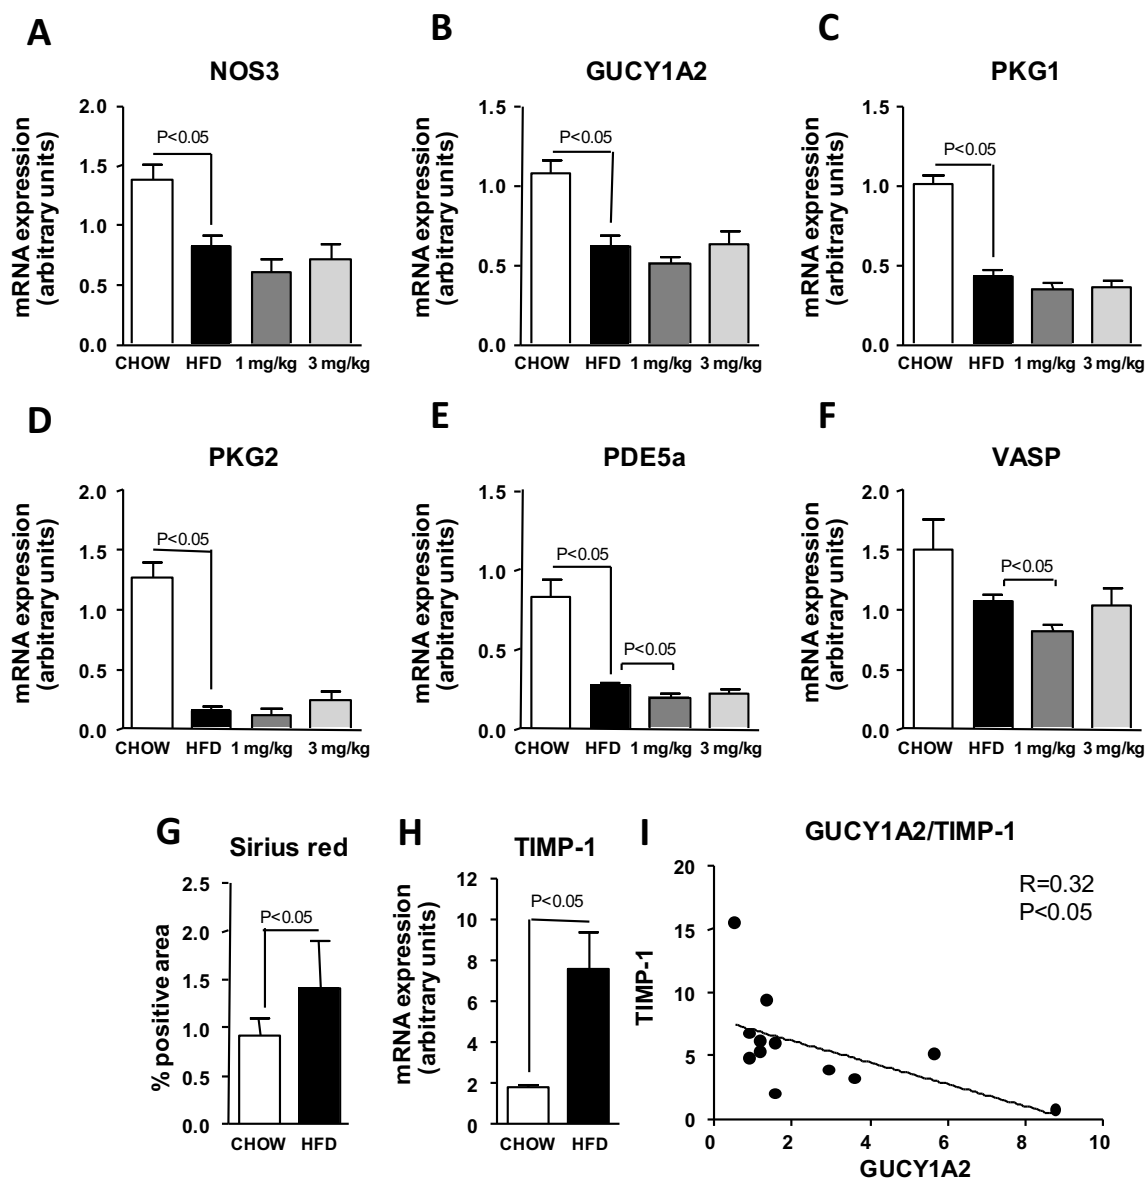 A
NOS3
mRNA expression
(arbitrary units)
2.0
1.5
1.0
0.5
0.0
P<0.05
CHOW HFD 1 mg/kg 3 mg/kg
B
GUCY1A2
mRNA expression
(arbitrary units)
1.5
1.0
0.5
0.0
P<0.05
CHOW HFD 1 mg/kg 3 mg/kg
C
PKG1
mRNA expression
(arbitrary units)
1.5
1.0
0.5
0.0
P<0.05
CHOW HFD 1 mg/kg 3 mg/kg
D
PKG2
mRNA expression
(arbitrary units)
2.0
1.5
1.0
0.5
0.0
P<0.05
CHOW HFD 1 mg/kg 3 mg/kg
E
PDE5a
mRNA expression
(arbitrary units)
1.5
1.0
0.5
0.0
P<0.05
P<0.05
CHOW HFD 1 mg/kg 3 mg/kg
F
VASP
mRNA expression
(arbitrary units)
2.0
1.5
1.0
0.5
0.0
P<0.05
CHOW HFD 1 mg/kg 3 mg/kg
G
Sirius red
% positive area
2.5
2.0
1.5
1.0
0.5
0.0
P<0.05
CHOW HFD
H
TIMP-1
mRNA expression
(arbitrary units)
12
10
8
6
4
2
0
P<0.05
CHOW HFD
I
GUCY1A2/TIMP-1
R=0.32
P<0.05
TIMP-1
20
15
10
5
0
0 2 4 6 8 10
GUCY1A2